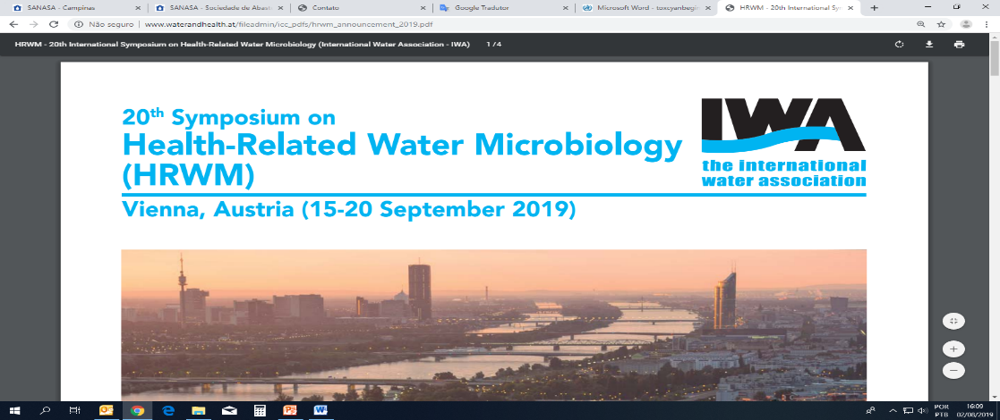 SANASA - Campinas
SANASA - Sociedade de Abast
Contato
Google Tradutor
Microsoft Word - toxcyanbegin
HRWM - 20th International Sy
Não seguro | www.waterandhealth.at/fileadmin/icc_pdfs/hrwm_announcement_2019.pdf
HRWM - 20th International Symposium on Health-Related Water Microbiology (International Water Association - IWA)
1 / 4
20th Symposium on
Health-Related Water Microbiology
(HRWM)
IWA
the international
water association
Vienna, Austria (15-20 September 2019)
POR
PTB
16:09
02/08/2019